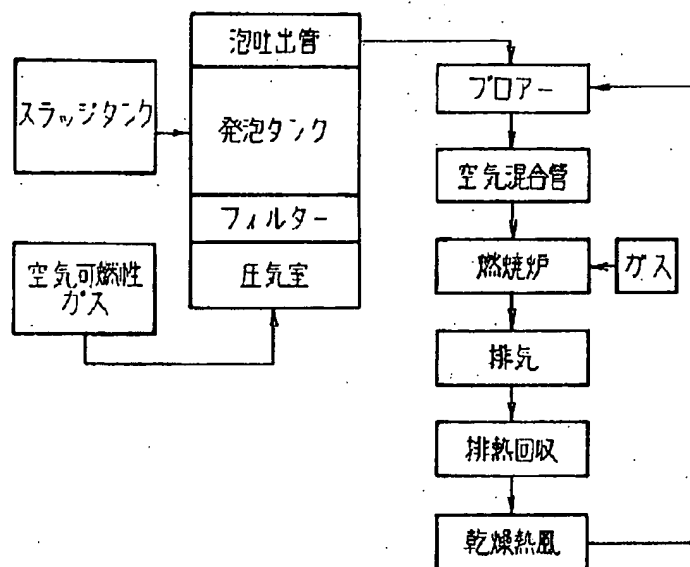 泡吐出管
スラッジタンク
発泡タンク
フィルター
圧気室
空気可燃性
ガス
ブロアー
空気混合管
燃焼炉
ガス
排気
排熱回収
乾燥熱風